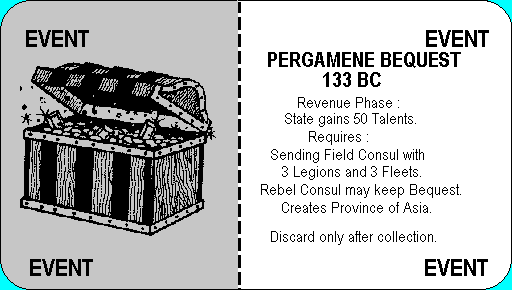 EVENT
EVENT
EVENT
PERGAMENE BEQUEST
133 BC
Revenue Phase :
State gains 50 Talents.
Requires :
Sending Field Consul with
3 Legions and 3 Fleets.
Rebel Consul may keep Bequest.
Creates Province of Asia.
Discard only after collection.
EVENT